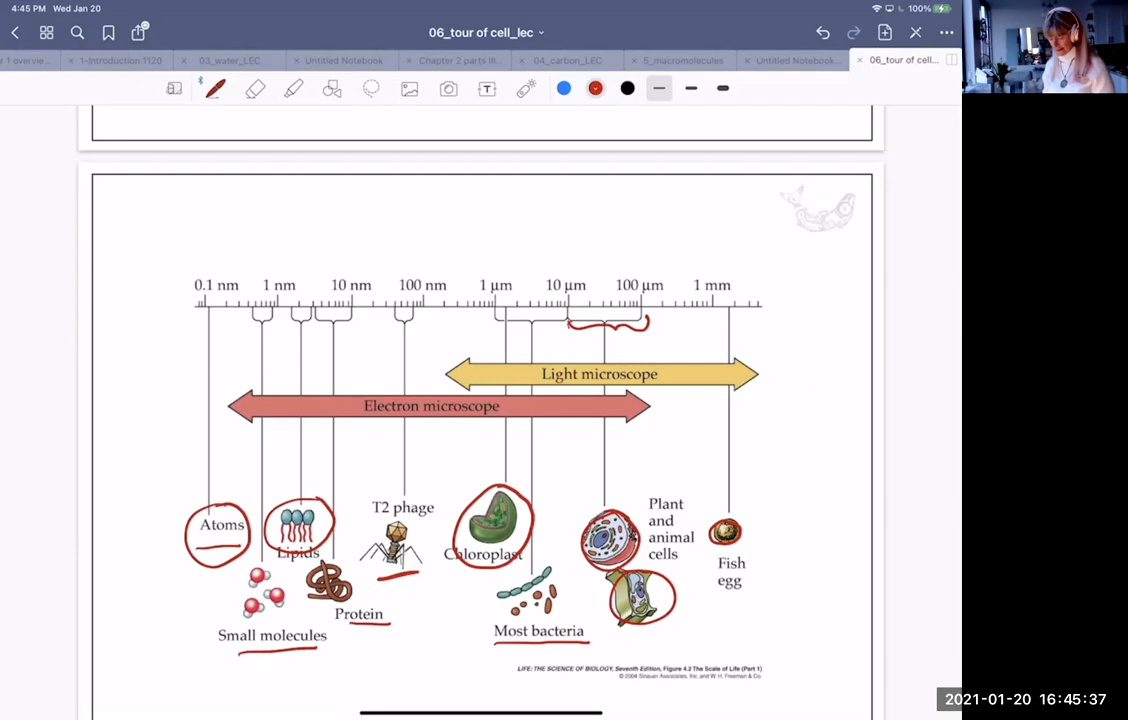 4:45 PM Wed Jan 20
100%
06_tour of cell_lec
1 overvie...
1-Introduction 1120
03_water_LEC
Untitled Notebook
Chapter 2 parts III...
04_carbon_LEC
5_macromolecules
Untitled Notebook...
06_tour of cell...
T
0.1 nm 1 nm 10 nm 100 nm 1 µm 10 µm 100 µm 1 mm
Light microscope
Electron microscope
Atoms
Lipids
T2 phage
Chloroplast
Plant
and
animal
cells
Fish
egg
Protein
Small molecules
Most bacteria
LIFE: THE SCIENCE OF BIOLOGY, Seventh Edition, Figure 4.2 The Scale of Life (Part 1)
© 2004 Sinauer Associates, Inc. and W. H. Freeman & Co.
2021-01-20 16:45:37